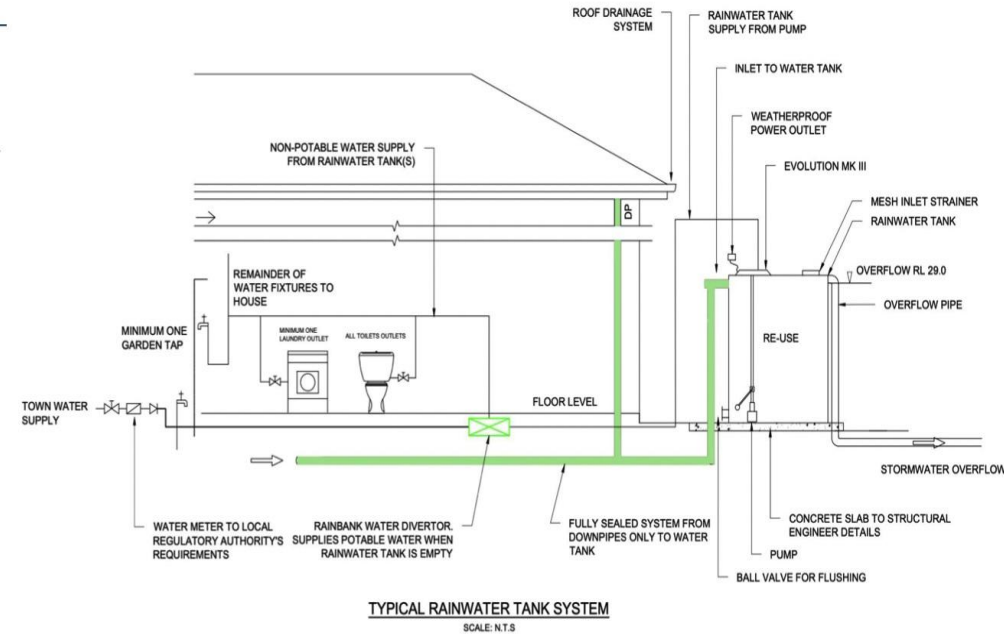 ROOF DRAINAGE
SYSTEM
RAINWATER TANK
SUPPLY FROM PUMP
INLET TO WATER TANK
WEATHERPROOF
POWER OUTLET
NON-POTABLE WATER SUPPLY
FROM RAINWATER TANK(S)
EVOLUTION MK III
MESH INLET STRAINER
RAINWATER TANK
DP
OVERFLOW RL 29.0
OVERFLOW PIPE
REMAINDER OF
WATER FIXTURES TO
HOUSE
MINIMUM ONE
GARDEN TAP
MINIMUM ONE
LAUNDRY OUTLET
ALL TOILETS OUTLETS
RE-USE
TOWN WATER
SUPPLY
FLOOR LEVEL
STORMWATER OVERFLOW
WATER METER TO LOCAL
REGULATORY AUTHORITY'S
REQUIREMENTS
RAINBANK WATER DIVERTOR.
SUPPLIES POTABLE WATER WHEN
RAINWATER TANK IS EMPTY
FULLY SEALED SYSTEM FROM
DOWNPIPES ONLY TO WATER
TANK
CONCRETE SLAB TO STRUCTURAL
ENGINEER DETAILS
PUMP
BALL VALVE FOR FLUSHING
TYPICAL RAINWATER TANK SYSTEM
SCALE: N.T.S